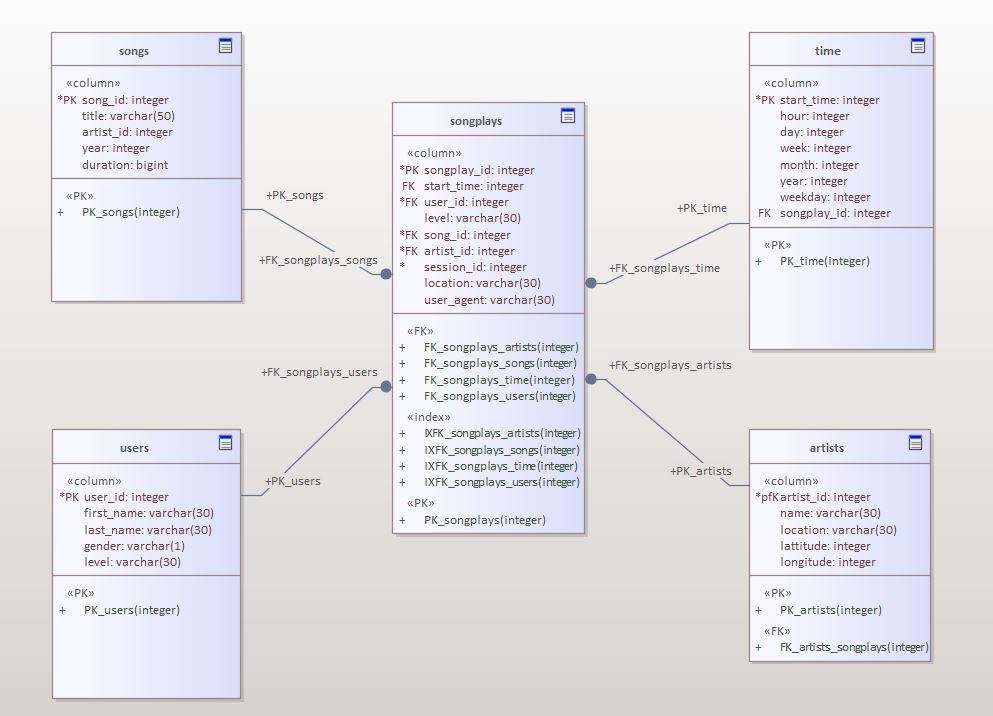 songs
«column»
*PK song_id: integer
title: varchar(50)
artist_id: integer
year: integer
duration: bigint
«PK»
+ PK_songs(integer)
+PK_songs
+FK_songplays_songs
songplays
«column»
*PK songplay_id: integer
FK start_time: integer
*FK user_id: integer
level: varchar(30)
*FK song_id: integer
*FK artist_id: integer
* session_id: integer
location: varchar(30)
user_agent: varchar(30)
«FK»
+ FK_songplays_artists(integer)
+ FK_songplays_songs(integer)
+ FK_songplays_time(integer)
+ FK_songplays_users(integer)
«index»
+ IXFK_songplays_artists(integer)
+ IXFK_songplays_songs(integer)
+ IXFK_songplays_time(integer)
+ IXFK_songplays_users(integer)
«PK»
+ PK_songplays(integer)
+PK_time
+FK_songplays_time
time
«column»
*PK start_time: integer
hour: integer
day: integer
week: integer
month: integer
year: integer
weekday: integer
FK songplay_id: integer
«PK»
+ PK_time(integer)
+FK_songplays_users
+PK_users
users
«column»
*PK user_id: integer
first_name: varchar(30)
last_name: varchar(30)
gender: varchar(1)
level: varchar(30)
«PK»
+ PK_users(integer)
+FK_songplays_artists
+PK_artists
artists
«column»
*pfK artist_id: integer
name: varchar(30)
location: varchar(30)
lattitude: integer
longitude: integer
«PK»
+ PK_artists(integer)
«FK»
+ FK_artists_songplays(integer)